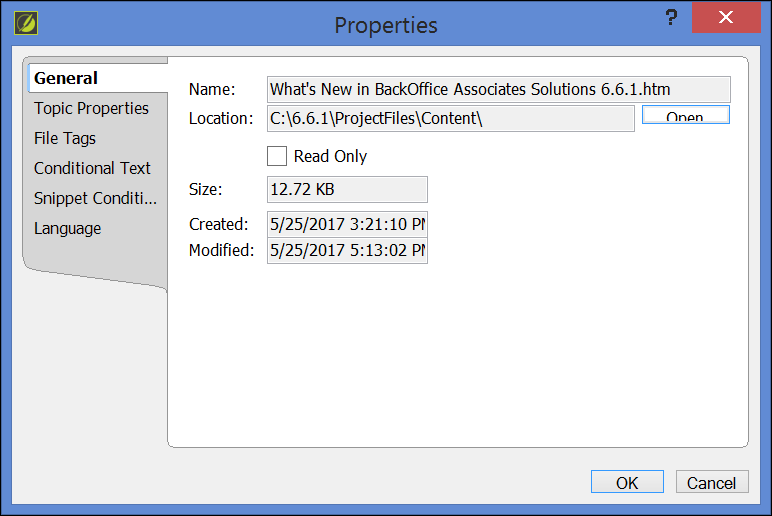 Properties
?
General
Topic Properties
File Tags
Conditional Text
Snippet Conditi...
Language
Name: What's New in BackOffice Associates Solutions 6.6.1.htm
Location: C:\6.6.1\ProjectFiles\Content\ Open
Read Only
Size: 12.72 KB
Created: 5/25/2017 3:21:10 PM
Modified: 5/25/2017 5:13:02 PM
OK Cancel